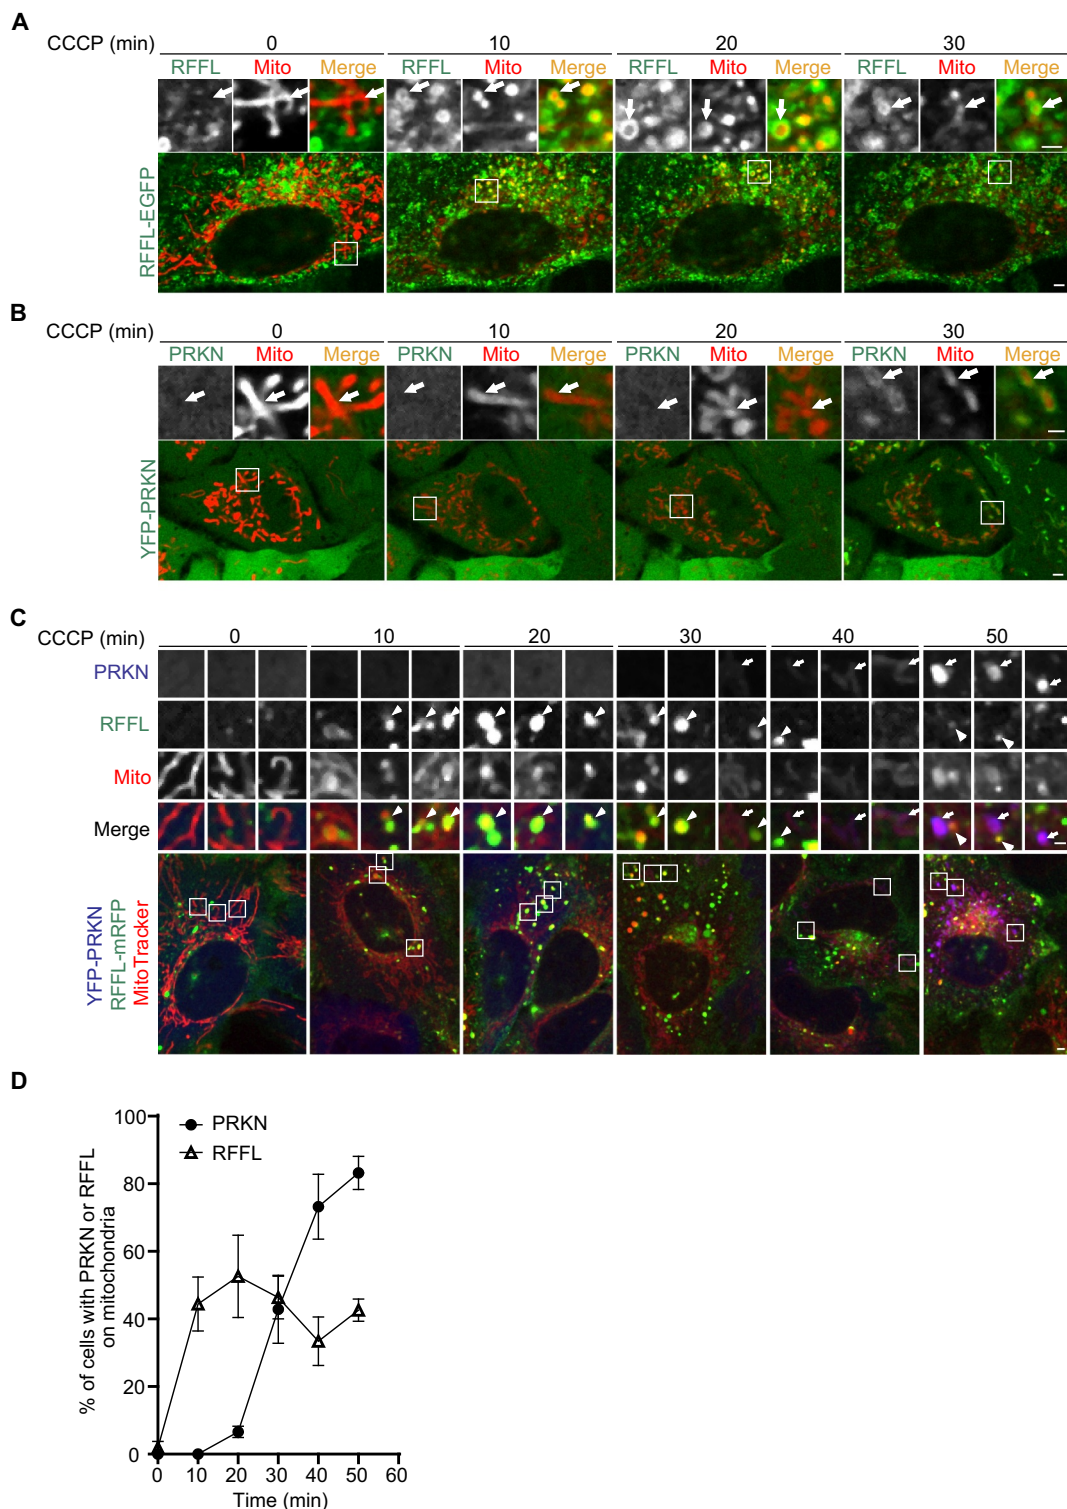 A
CCCP (min) 0 10 20 30
RFFL Mito Merge RFFL Mito Merge RFFL Mito Merge RFFL Mito Merge
RFFL-EGFP
B
CCCP (min) 0 10 20 30
PRKN Mito Merge PRKN Mito Merge PRKN Mito Merge PRKN Mito Merge
YFP-PRKN
C
CCCP (min) 0 10 20 30 40 50
PRKN
RFFL
Mito
Merge
YFP-PRKN
RFFL-mRFP
MitoTracker
D
% of cells with PRKN or RFFL
on mitochondria
100
80
60
40
20
0
PRKN
RFFL
0 10 20 30 40 50 60
Time (min)